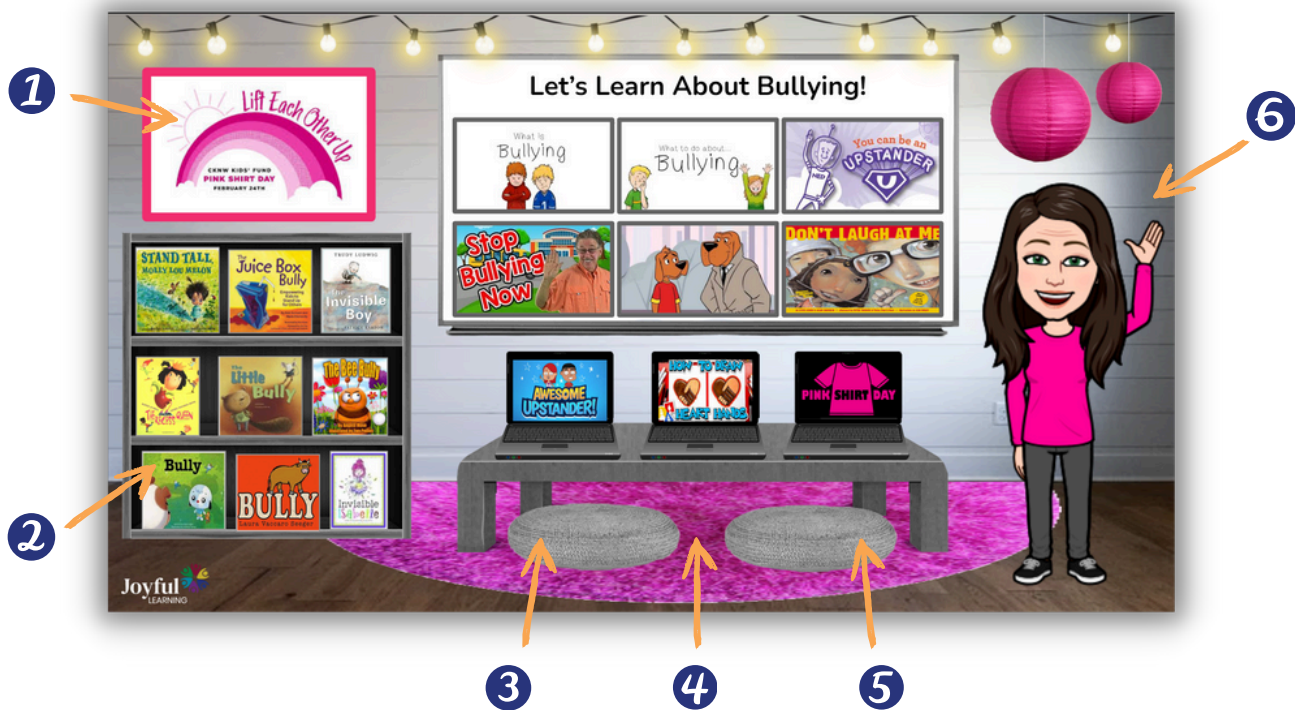 1
Lift Each Other Up
CKNW KIDS' FUND
PINK SHIRT DAY
FEBRUARY 24TH
Let's Learn About Bullying!
What is
Bullying
What to do about...
Bullying
You can be an
UPSTANDER
U
NED
Stop
Bullying
Now
DON'T LAUGH AT ME
6
STAND TALL,
MOLLY LOU MELON
The
Juice Box
Bully
TRUDY LUDWIG
The
Invisible
Boy
The
Little
Bully
The Bee Bully
AWESOME
UPSTANDER!
HOW TO DRAW
HEART HANDS
PINK SHIRT DAY
2
Bully
BULLY
Laura Vaccaro Seeger
Invisible
Isabelle
Joyful
LEARNING
3
4
5